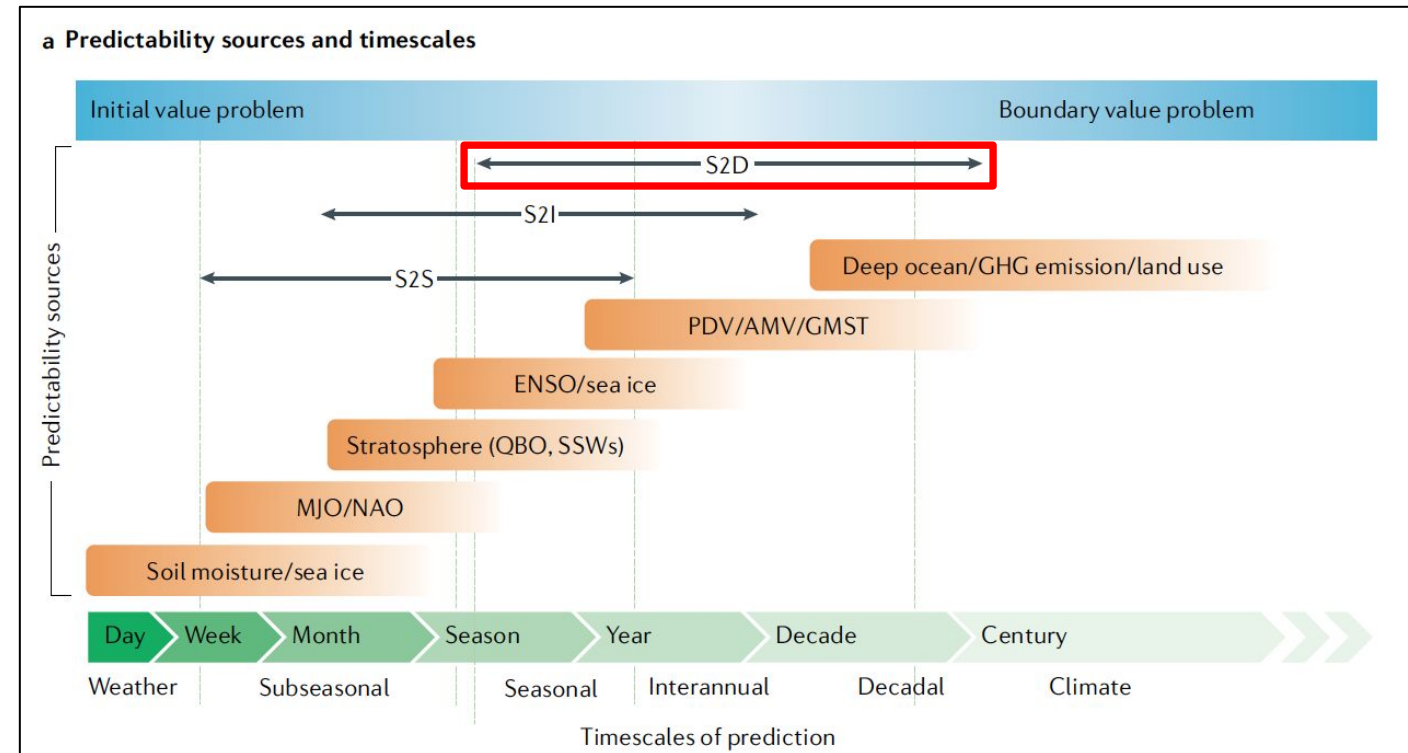 a Predictability sources and timescales
Initial value problem
Boundary value problem
S2D
S2I
S2S
Predictability sources
Deep ocean/GHG emission/land use
PDV/AMV/GMST
ENSO/sea ice
Stratosphere (QBO, SSWs)
MJO/NAO
Soil moisture/sea ice
Day Week Month Season Year Decade Century
Weather Subseasonal Seasonal Interannual Decadal Climate
Timescales of prediction